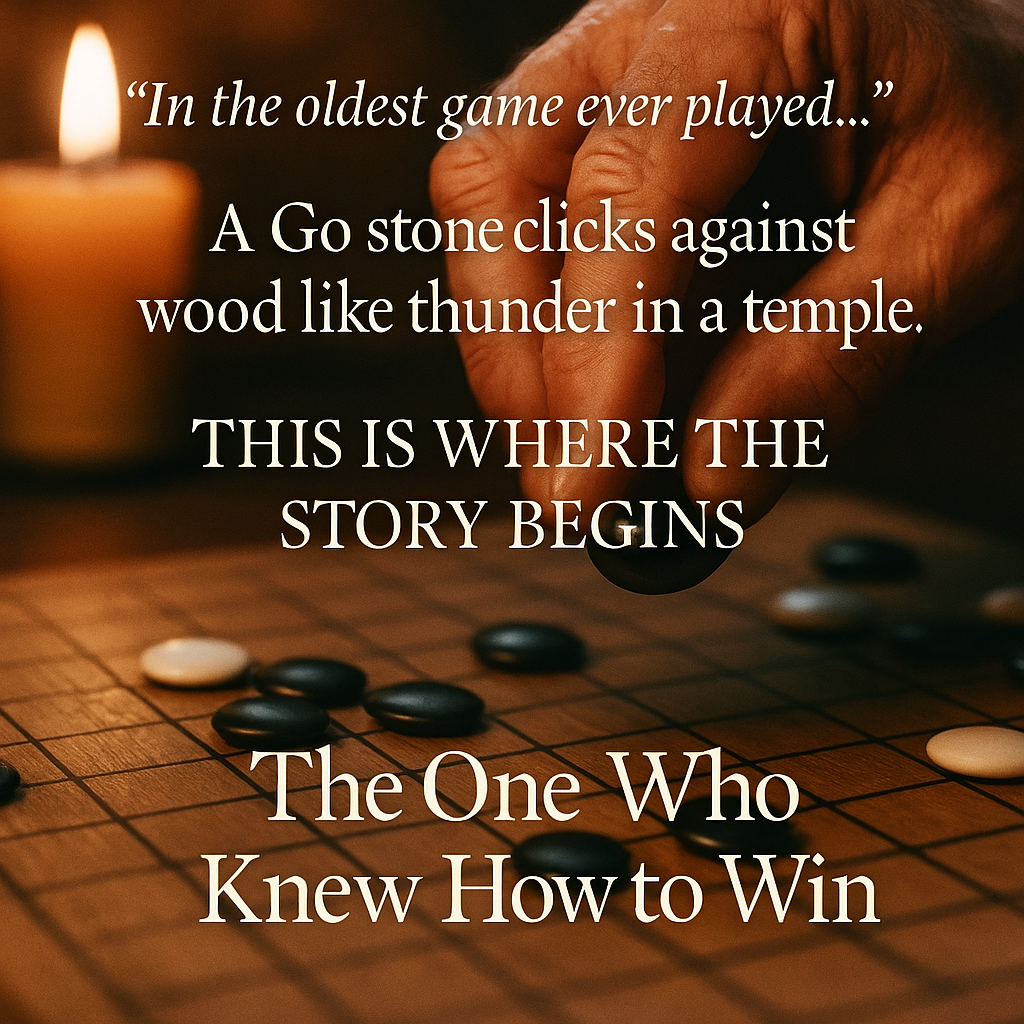 “In the oldest game ever played...”
A Go stone clicks against
wood like thunder in a temple.
THIS IS WHERE THE
STORY BEGINS
The One Who
Knew How to Win